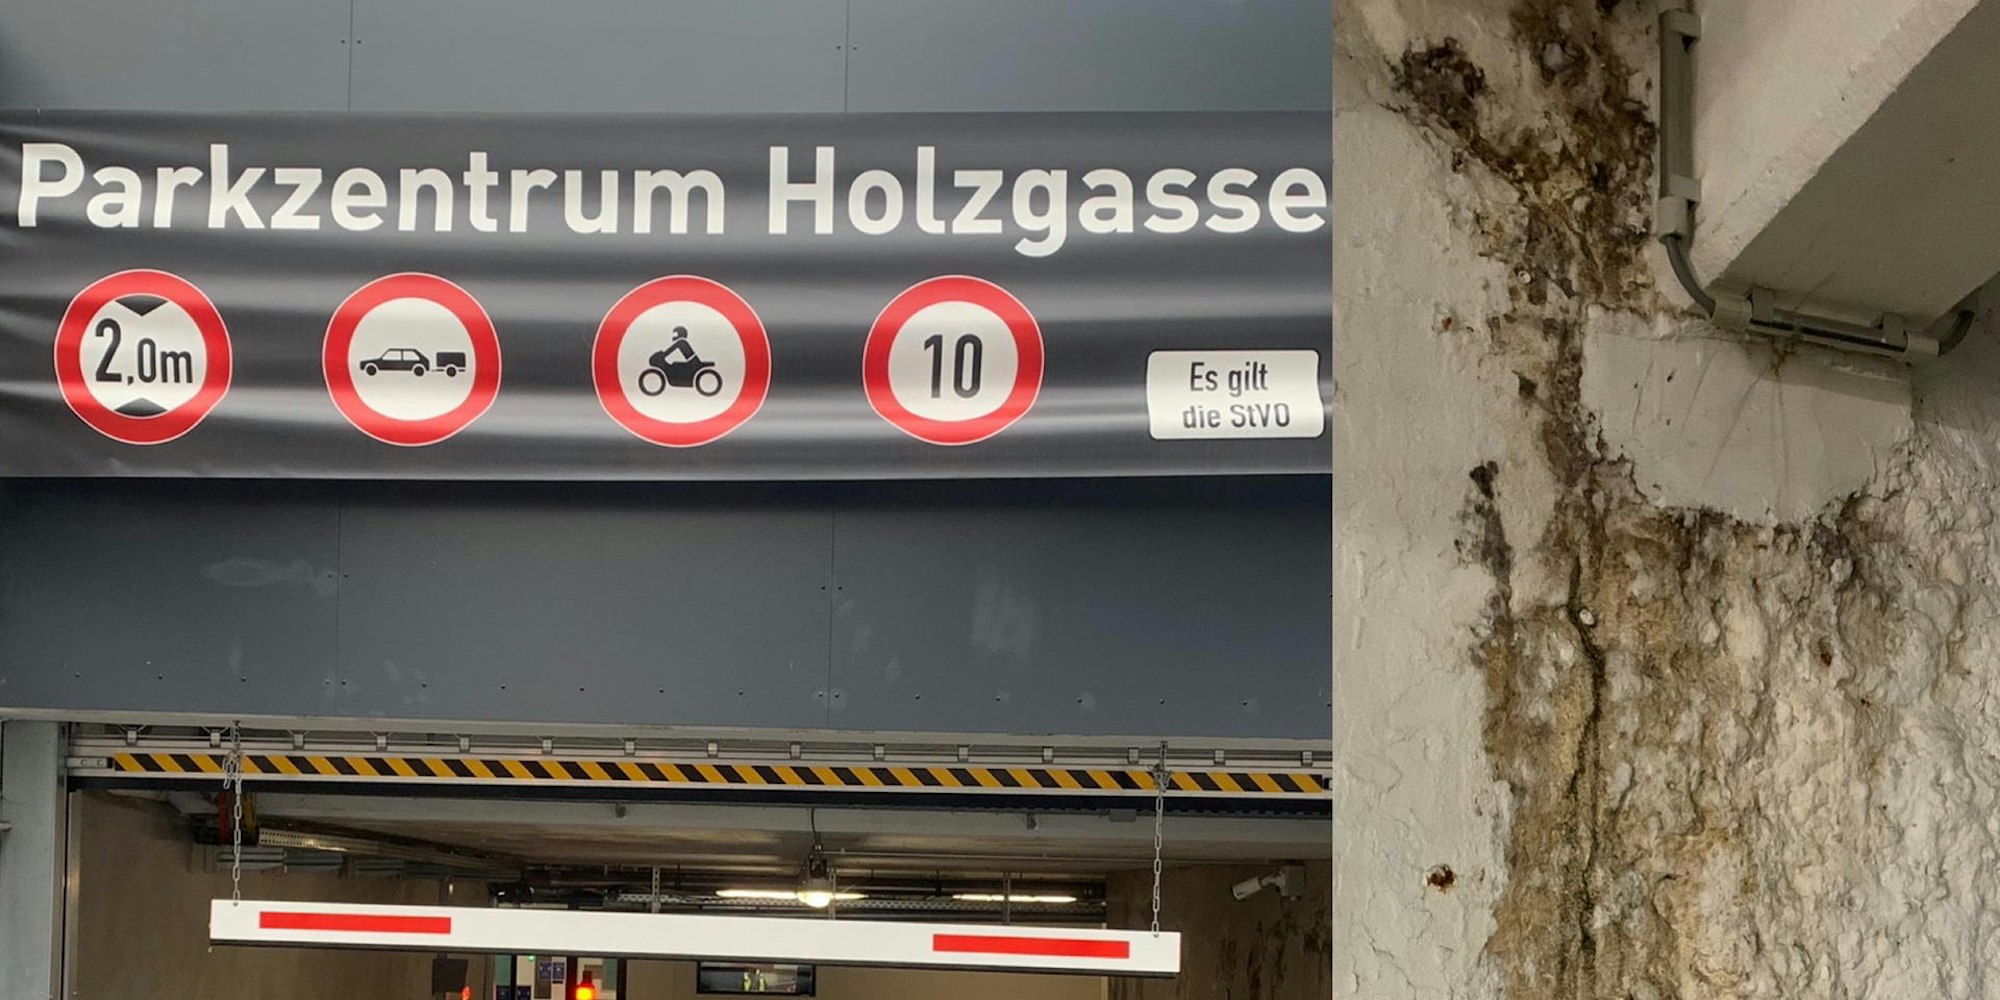 Parkzentrum Holzgasse
2,0m
10
Es gilt
die StVO